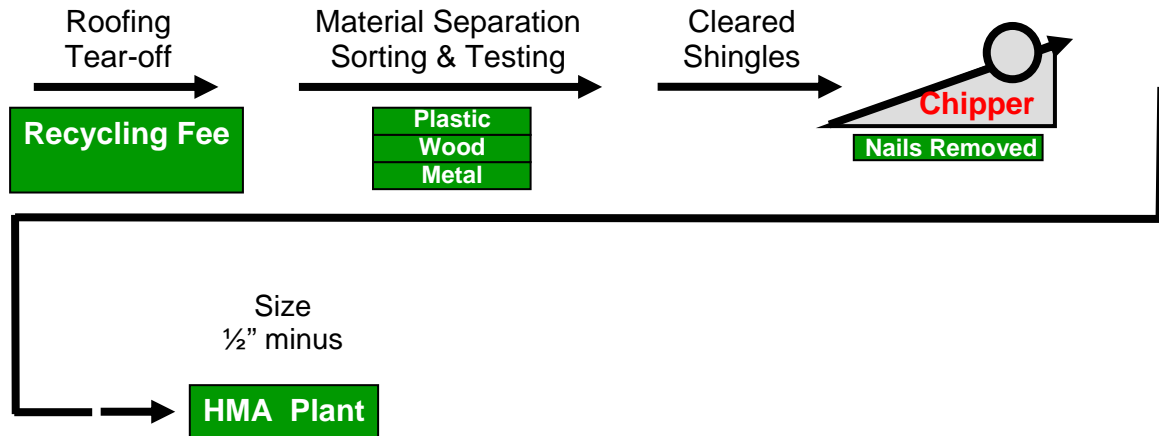 Roofing
Tear-off
Material Separation
Sorting & Testing
Cleared
Shingles
Recycling Fee
Plastic
Wood
Metal
Chipper
Nails Removed
Size
½” minus
HMA Plant